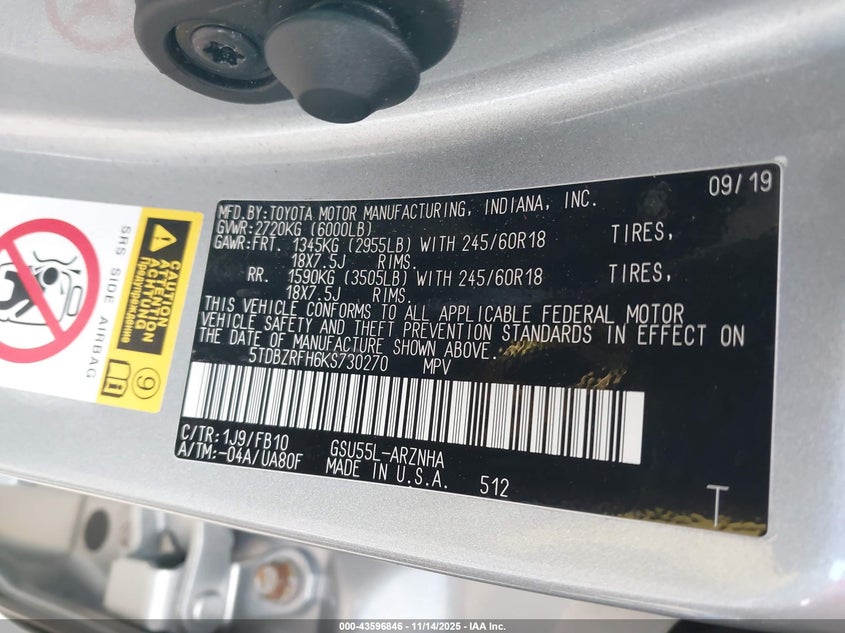 09/19
MFD.BY:TOYOTA MOTOR MANUFACTURING, INDIANA, INC.
GVWR:2720KG (6000LB)
GAWR:FRT. 1345KG (2955LB) WITH 245/60R18 TIRES,
18X7.5J RIMS.
RR. 1590KG (3505LB) WITH 245/60R18 TIRES,
18X7.5J RIMS.
THIS VEHICLE CONFORMS TO ALL APPLICABLE FEDERAL MOTOR
VEHICLE SAFETY AND THEFT PREVENTION STANDARDS IN EFFECT ON
THE DATE OF MANUFACTURE SHOWN ABOVE.
5TDBZRFH6KS730270 MPV
C/TR:1J9/FB10 GSU55L-ARZNHA
A/TM:-04A/UA80F MADE IN U.S.A. 512
T
SRS SIDE AIRBAG
CAUTION
ATTENTION
ACHTUNG
Предупреждение
9
000-43596846 - 11/14/2025 - IAA Inc.